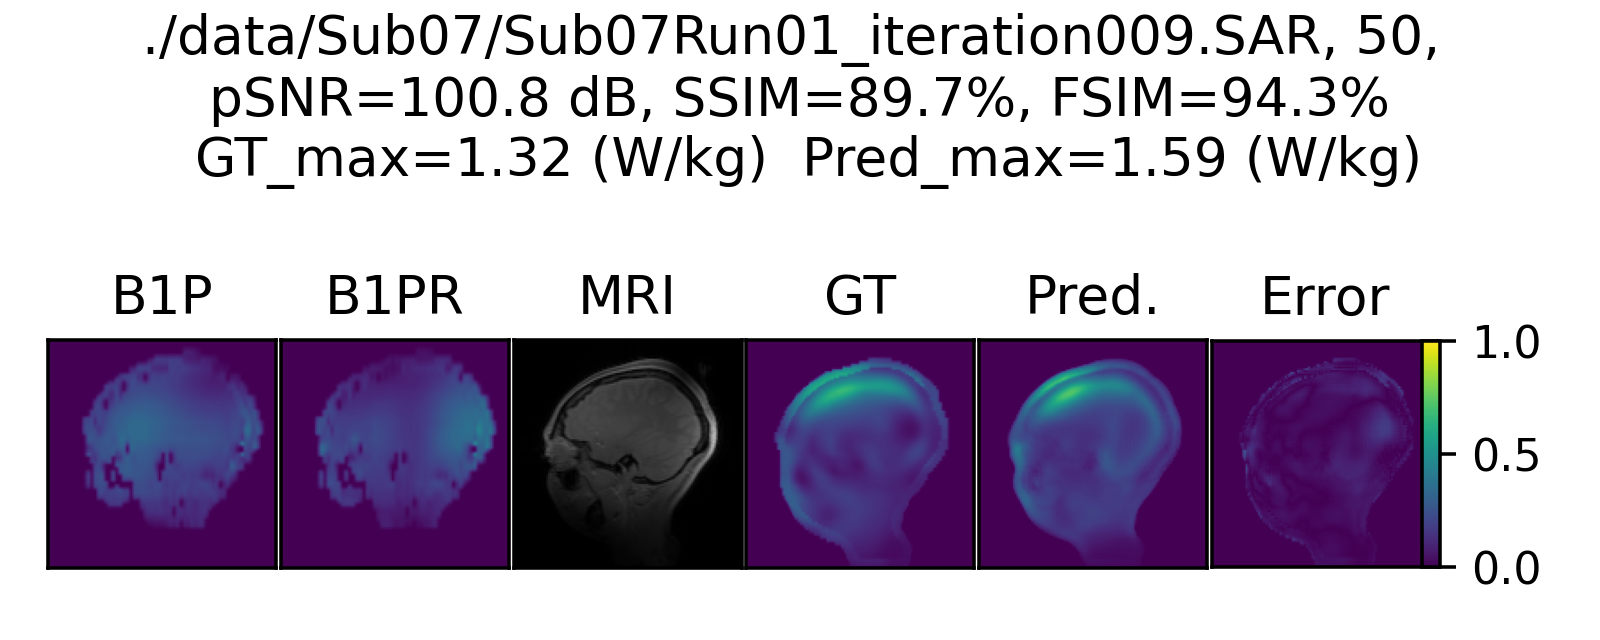 ./data/Sub07/Sub07Run01_iteration009.SAR, 50,
pSNR=100.8 dB, SSIM=89.7%, FSIM=94.3%
GT_max=1.32 (W/kg)  Pred_max=1.59 (W/kg)
B1P B1PR MRI GT Pred. Error
1.0
0.5
0.0